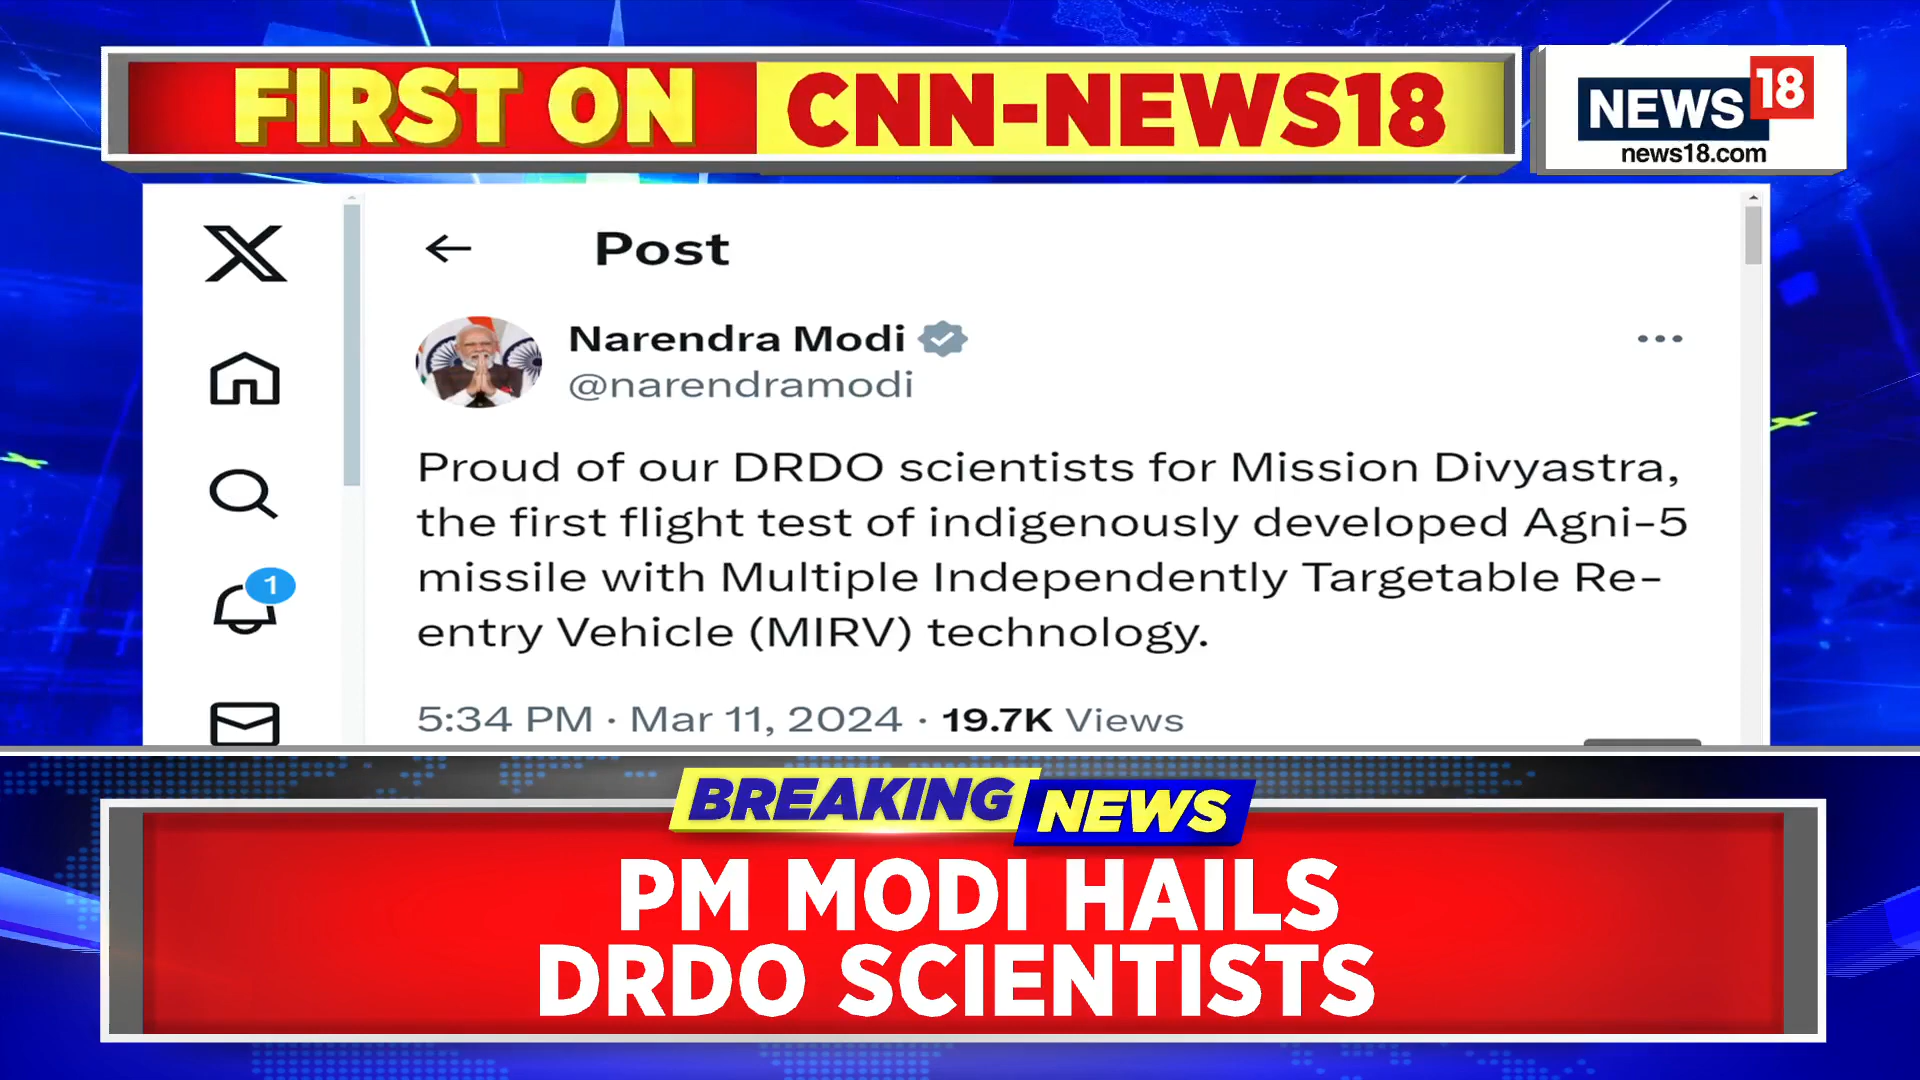 FIRST ON CNN-NEWS18
NEWS18
news18.com
Post
Narendra Modi
@narendramodi
Proud of our DRDO scientists for Mission Divyastra,
the first flight test of indigenously developed Agni-5
missile with Multiple Independently Targetable Re-
entry Vehicle (MIRV) technology.
1
5:34 PM · Mar 11, 2024 · 19.7K Views
BREAKING NEWS
PM MODI HAILS
DRDO SCIENTISTS